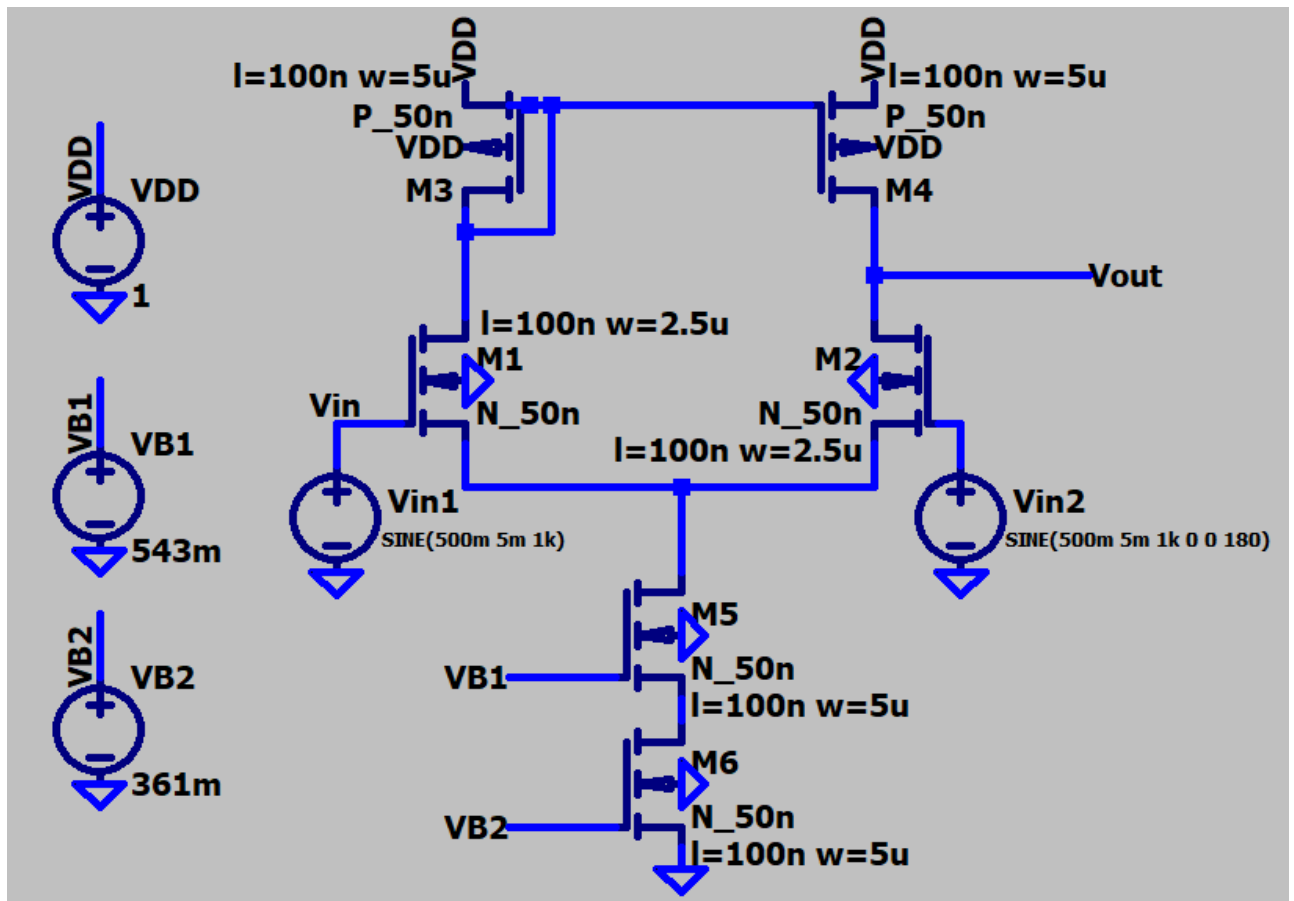 VDD
VDD
l=100n w=5u
l=100n w=5u
P_50n
P_50n
VDD
VDD
M3
M4
VDD
VDD
1
Vout
l=100n w=2.5u
M1
M2
Vin
N_50n
N_50n
l=100n w=2.5u
VB1
VB1
543m
Vin1
SINE(500m 5m 1k)
Vin2
SINE(500m 5m 1k 0 0 180)
M5
VB1
N_50n
l=100n w=5u
VB2
VB2
361m
M6
VB2
N_50n
l=100n w=5u